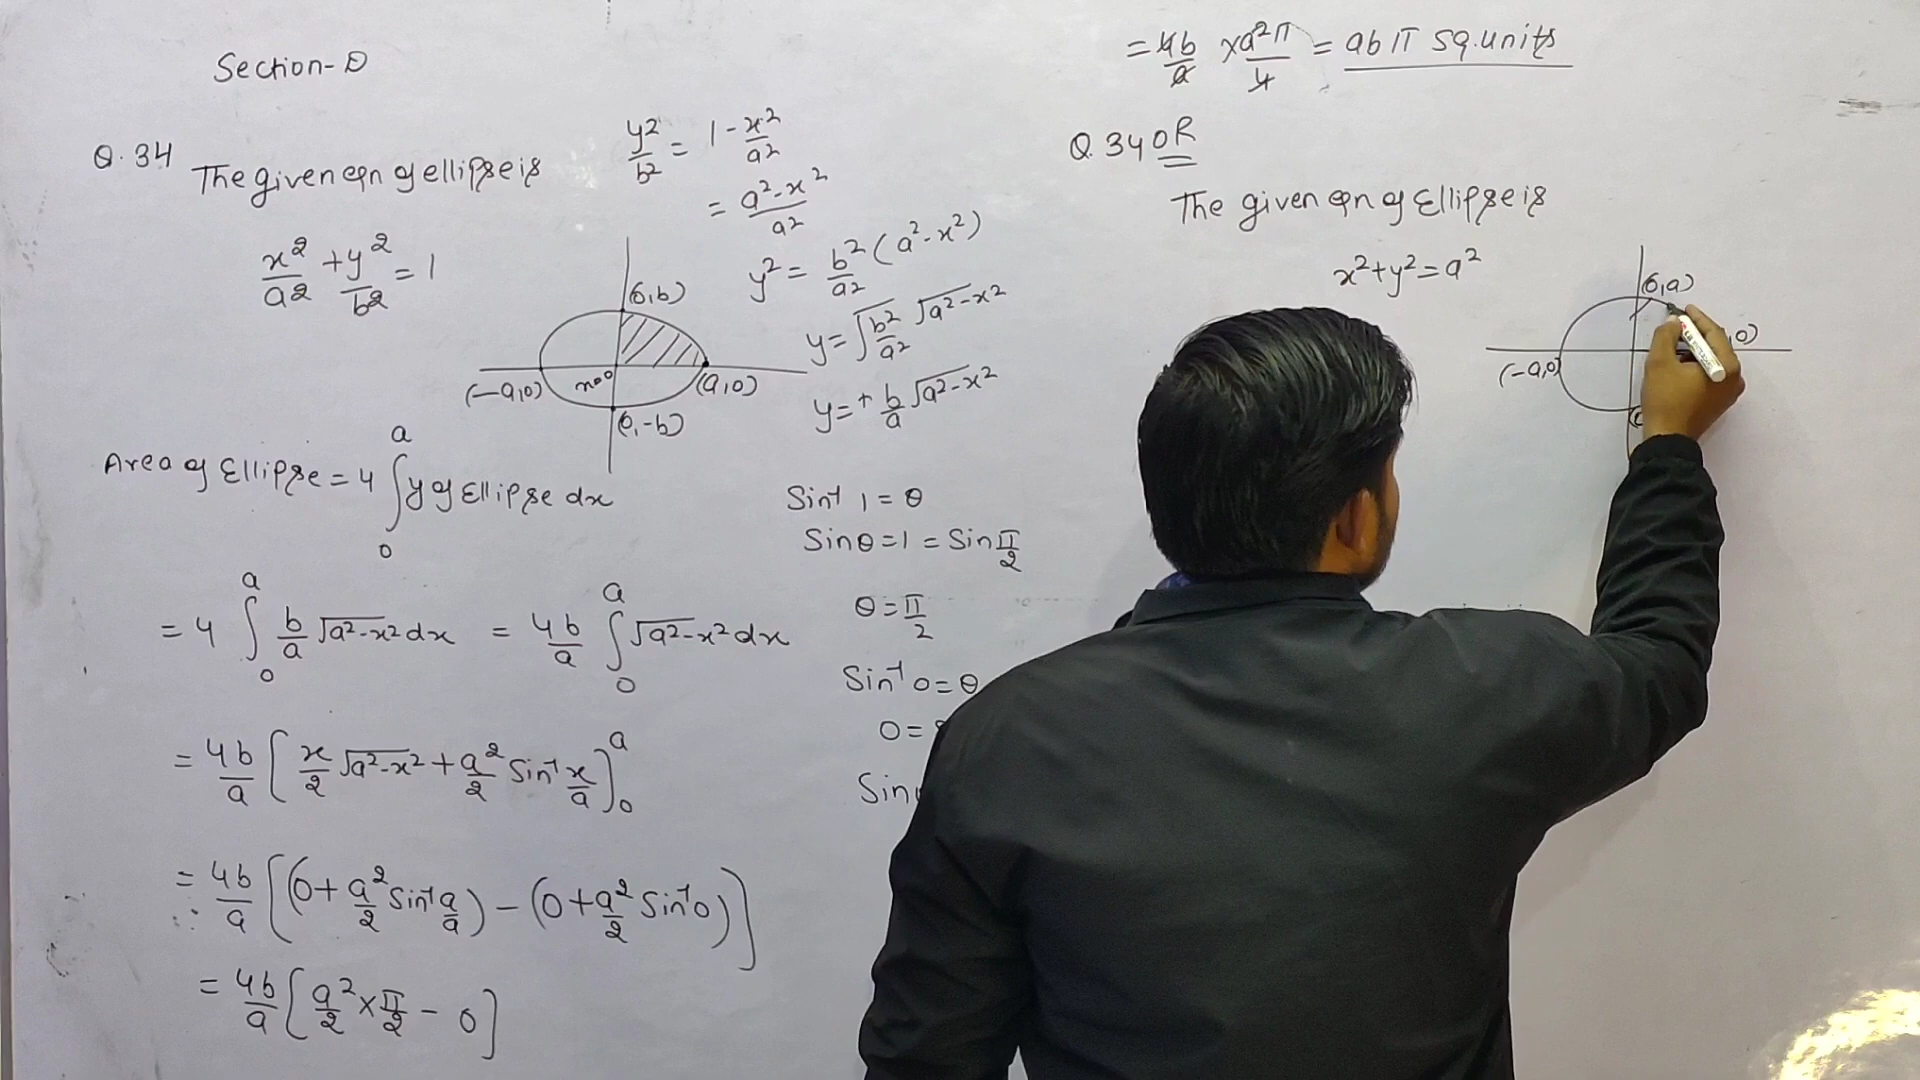 Section-D
Q.34
The given eqn of ellipse is
x²/a² + y²/b² = 1
y²/b² = 1 - x²/a²
= a²-x²/a²
y² = b²/a² (a²-x²)
y = √b²/a² √a²-x²
y = + b/a √a²-x²
(0,b)
(-a,0)
x=0
(a,0)
(0,-b)
Area of Ellipse = 4 ∫₀ᵃ y of Ellipse dx
= 4 ∫₀ᵃ b/a √a²-x² dx = 4b/a ∫₀ᵃ √a²-x² dx
= 4b/a [x/2 √a²-x² + a²/2 Sin⁻¹ x/a]₀ᵃ
= 4b/a [(0 + a²/2 Sin⁻¹ a/a) - (0 + a²/2 Sin⁻¹ 0)]
= 4b/a [a²/2 × π/2 - 0]
Sin⁻¹ 1 = θ
Sinθ = 1 = Sin π/2
θ = π/2
Sin⁻¹ 0 = θ
0 =
Sin
= 4b/a × a²π/4 = abπ sq.units
Q.34 OR
The given eqn of Ellipse is
x²+y²=a²
(0,a)
(-a,0)
,0)